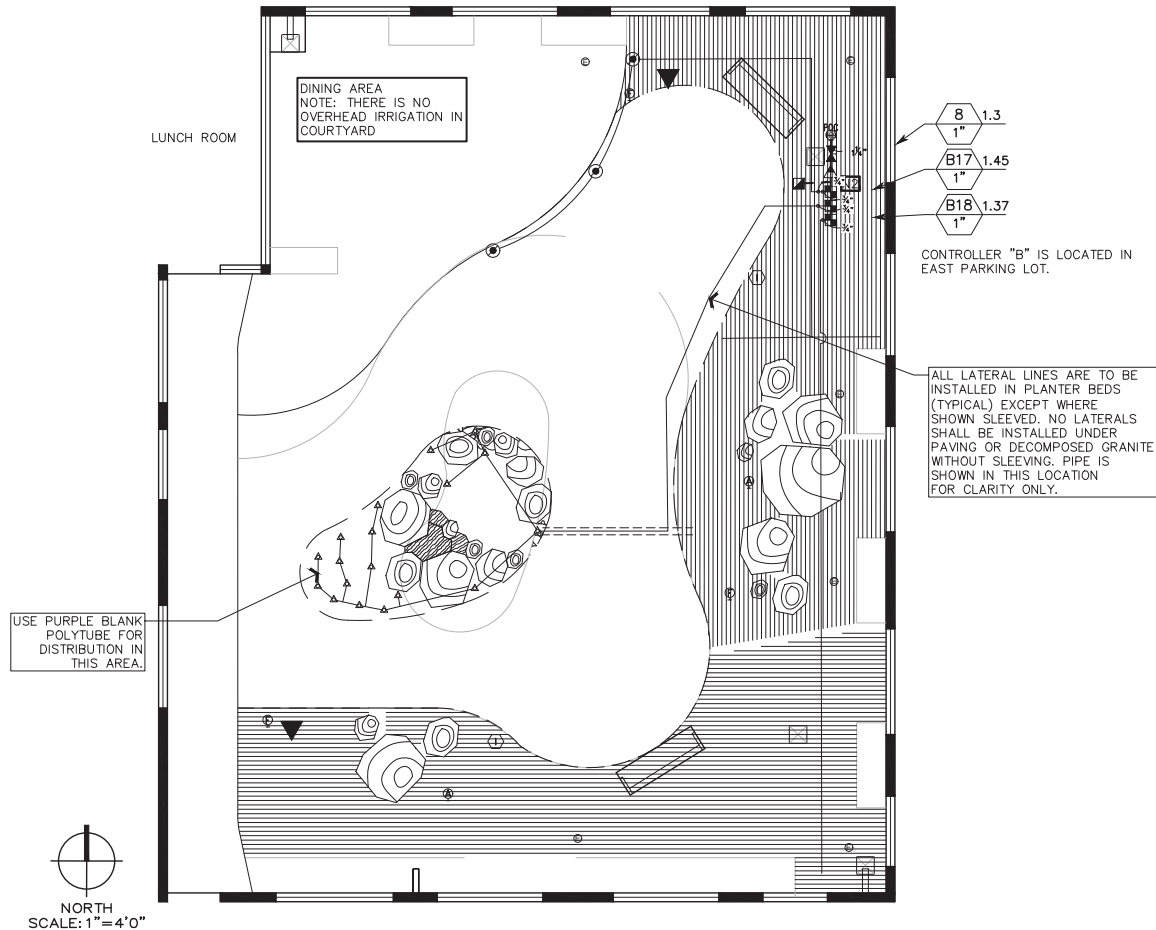 DINING AREA
NOTE: THERE IS NO
OVERHEAD IRRIGATION IN
COURTYARD
LUNCH ROOM
8 1.3
1"
B17 1.45
1"
B18 1.37
1"
CONTROLLER "B" IS LOCATED IN
EAST PARKING LOT.
POC
ALL LATERAL LINES ARE TO BE
INSTALLED IN PLANTER BEDS
(TYPICAL) EXCEPT WHERE
SHOWN SLEEVED. NO LATERALS
SHALL BE INSTALLED UNDER
PAVING OR DECOMPOSED GRANITE
WITHOUT SLEEVING. PIPE IS
SHOWN IN THIS LOCATION
FOR CLARITY ONLY.
USE PURPLE BLANK
POLYTUBE FOR
DISTRIBUTION IN
THIS AREA.
NORTH
SCALE: 1"=4'0"